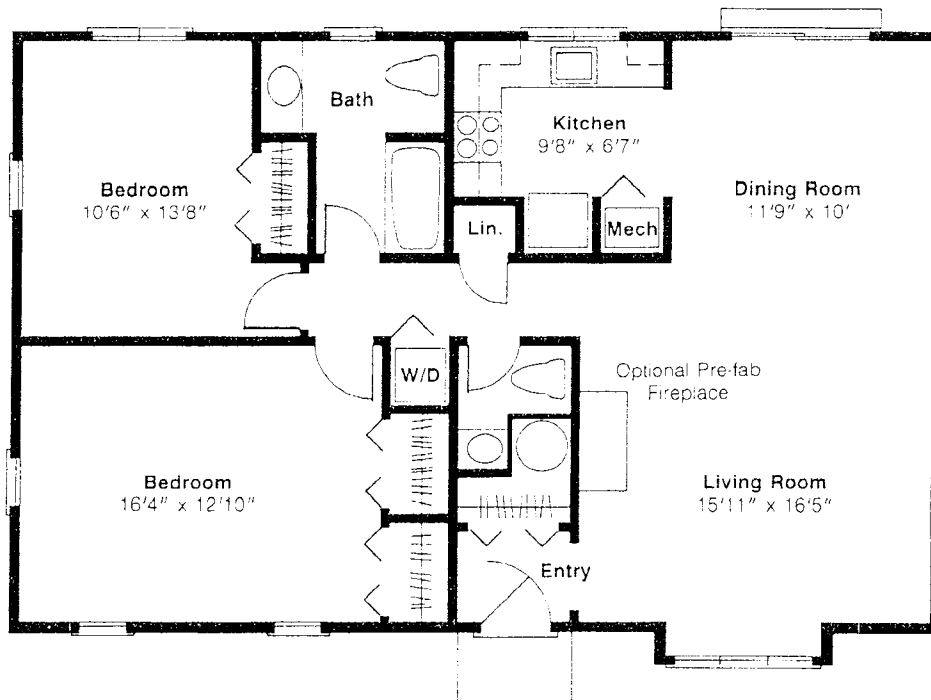 Bath
Kitchen
9'8" x 6'7"
Bedroom
10'6" x 13'8"
Dining Room
11'9" x 10'
Lin.
Mech
W/D
Optional Pre-fab
Fireplace
Bedroom
16'4" x 12'10"
Living Room
15'11" x 16'5"
Entry